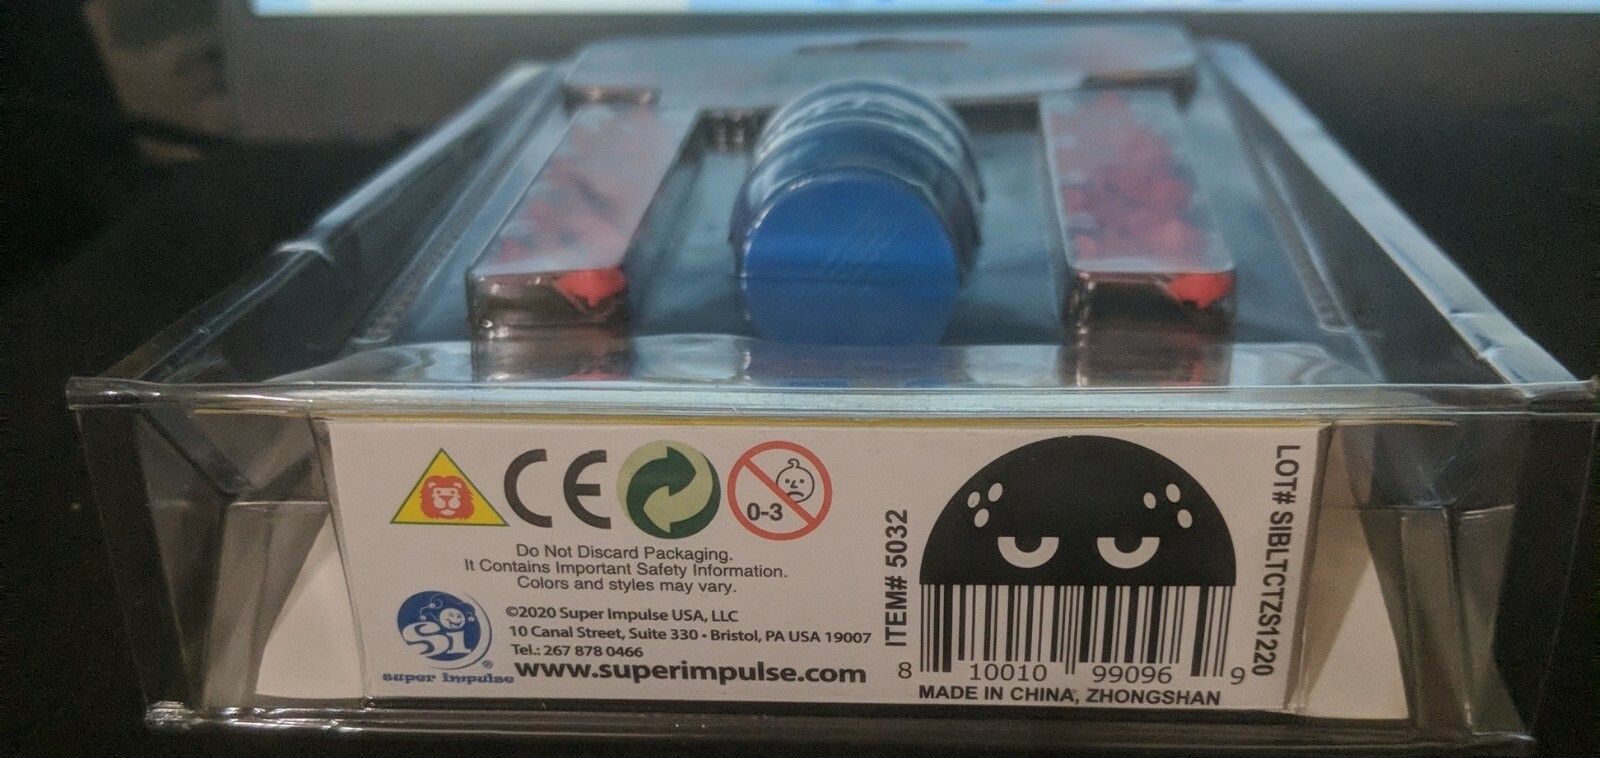 CE
0-3
Do Not Discard Packaging.
It Contains Important Safety Information.
Colors and styles may vary.
Si
®
super impulse
©2020 Super Impulse USA, LLC
10 Canal Street, Suite 330 • Bristol, PA USA 19007
Tel.: 267 878 0466
www.superimpulse.com
ITEM# 5032
8 10010 99096 9
MADE IN CHINA, ZHONGSHAN
LOT# SIBLTCTZS1220